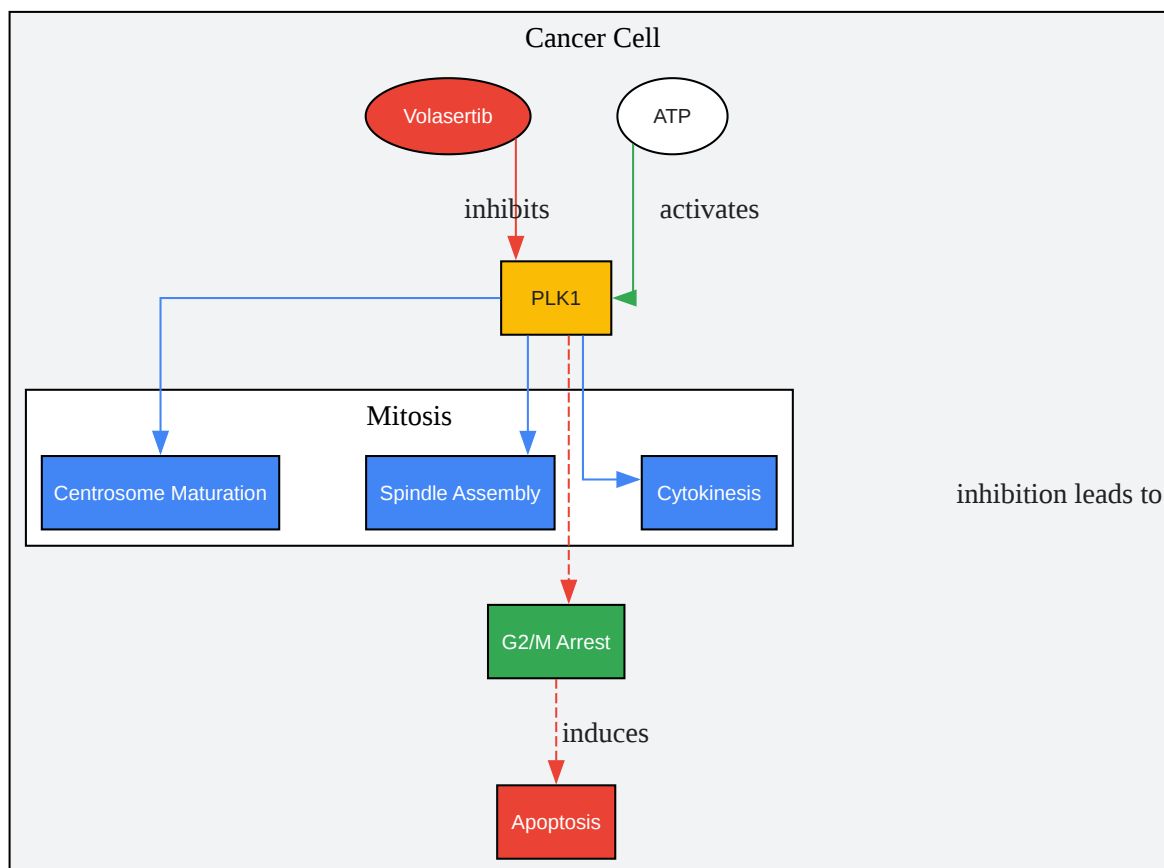 Cancer Cell
Volasertib
ATP
inhibits
activates
PLK1
Mitosis
Centrosome Maturation
Spindle Assembly
Cytokinesis
inhibition leads to
G2/M Arrest
induces
Apoptosis